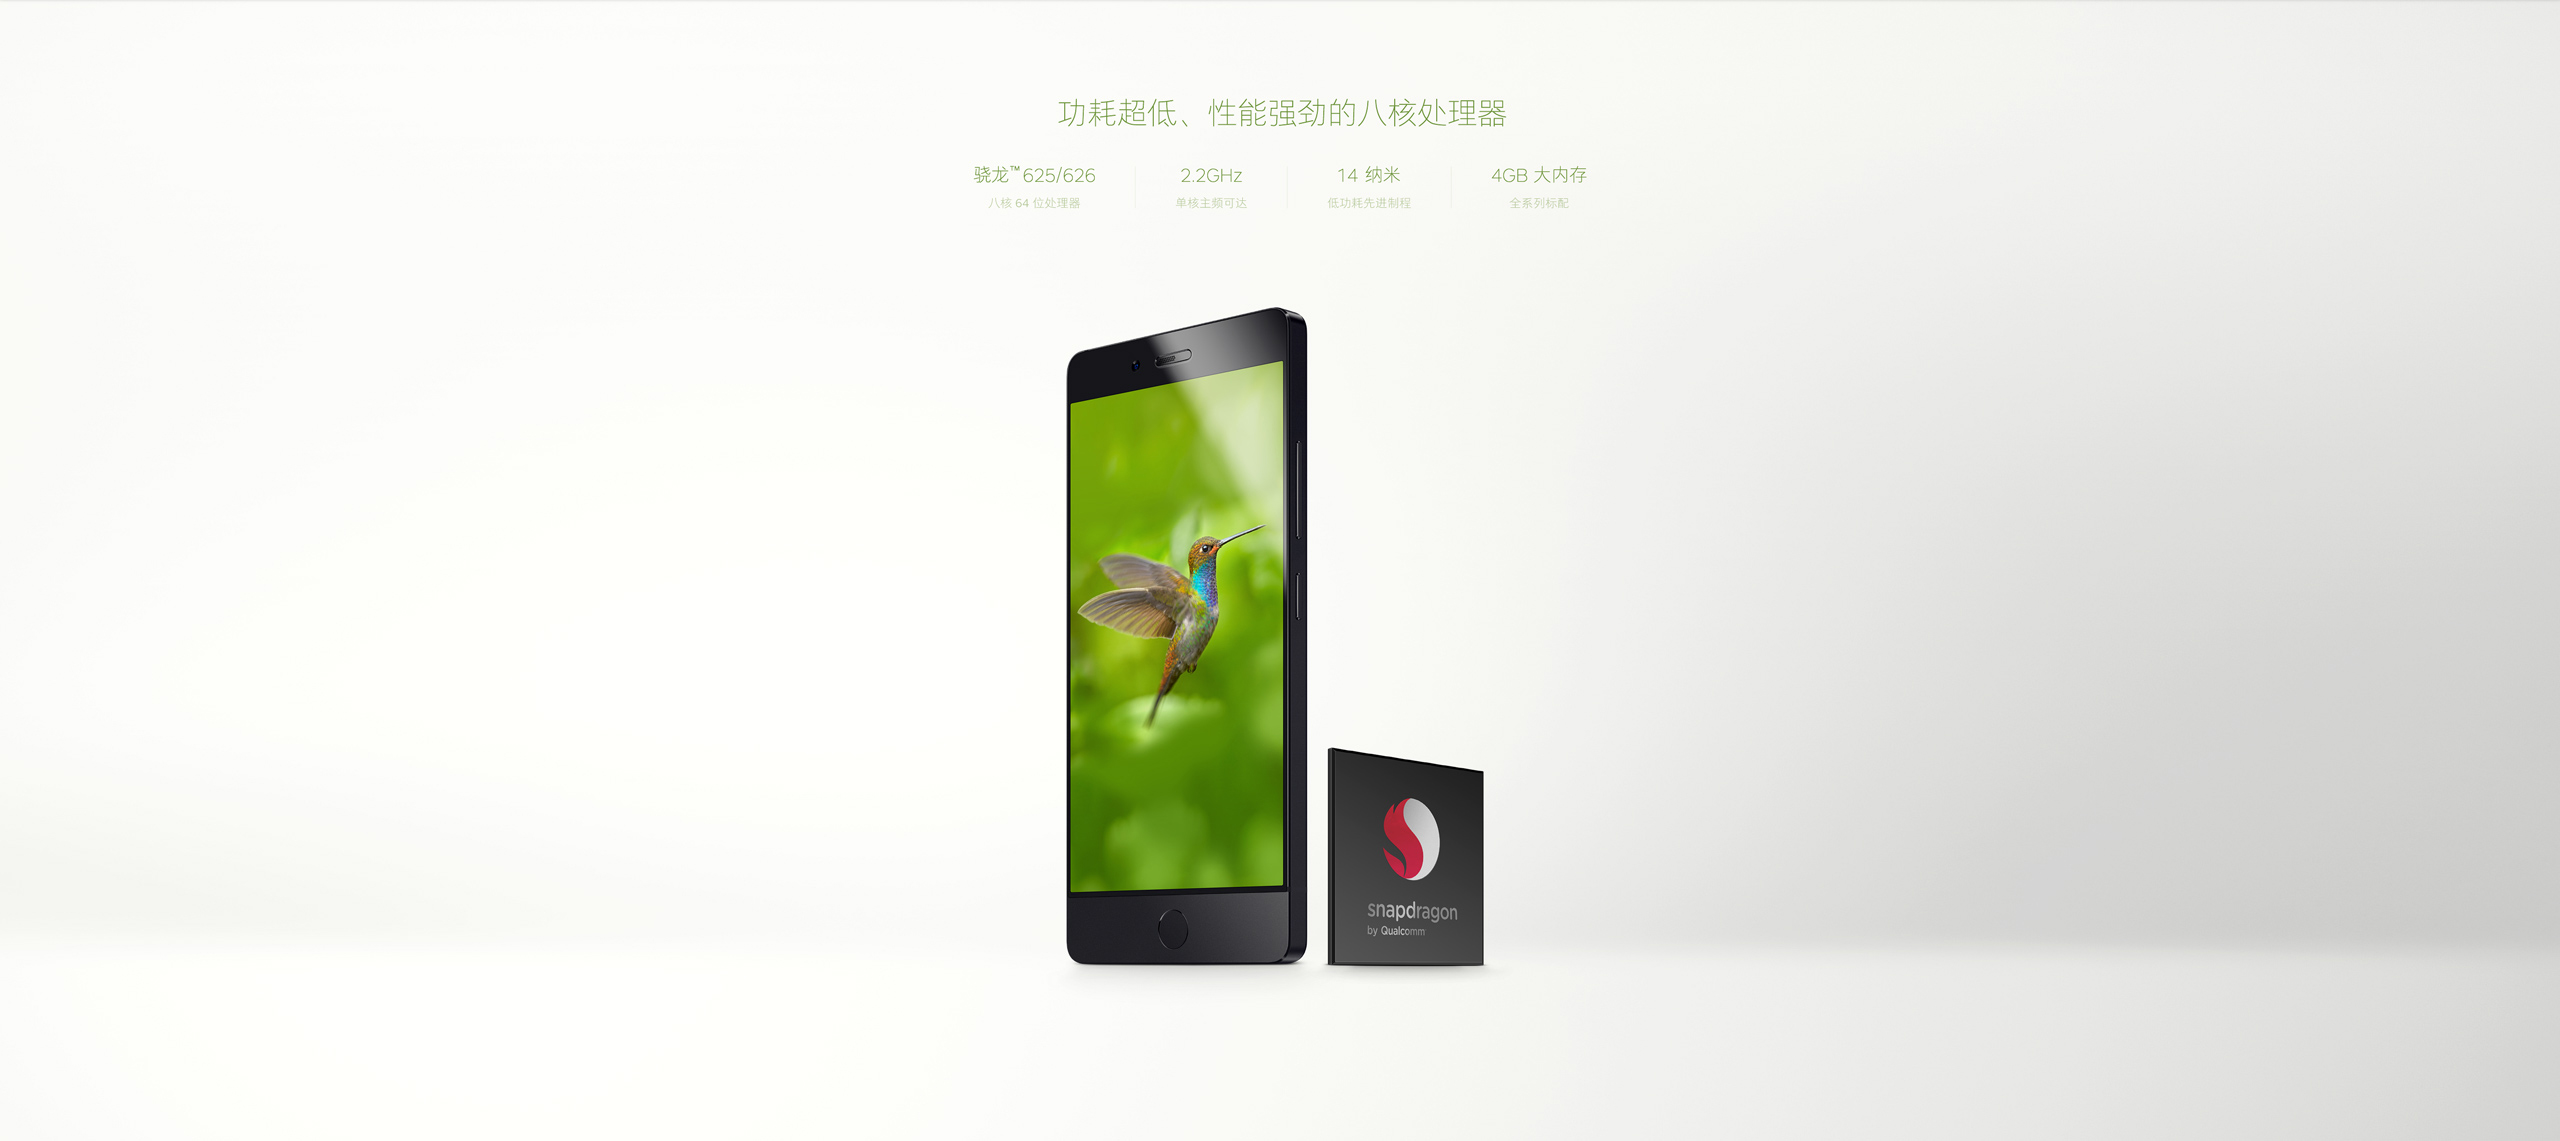 功耗超低、性能强劲的八核处理器
骁龙™625/626
八核 64 位处理器
2.2GHz
单核主频可达
14 纳米
低功耗先进制程
4GB 大内存
全系列标配
snapdragon
by Qualcomm